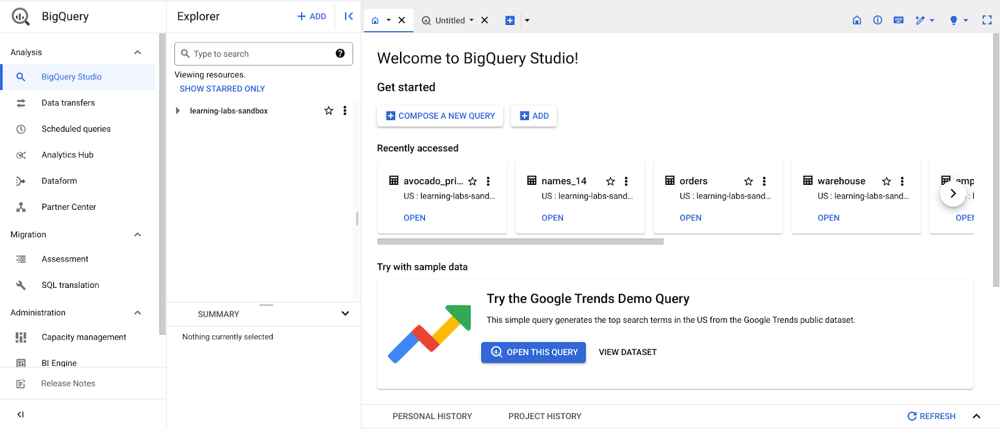 BigQuery
Analysis
BigQuery Studio
Data transfers
Scheduled queries
Analytics Hub
Dataform
Partner Center
Migration
Assessment
SQL translation
Administration
Capacity management
BI Engine
Release Notes
Explorer
+ ADD
Type to search
Viewing resources.
SHOW STARRED ONLY
learning-labs-sandbox
SUMMARY
Nothing currently selected
Untitled
Welcome to BigQuery Studio!
Get started
COMPOSE A NEW QUERY
ADD
Recently accessed
avocado_pri...
US : learning-labs-sand...
OPEN
names_14
US : learning-labs-sand...
OPEN
orders
US : learning-labs-sand...
OPEN
warehouse
US : learning-labs-sand...
OPEN
emp
: l
OPEN
Try with sample data
Try the Google Trends Demo Query
This simple query generates the top search terms in the US from the Google Trends public dataset.
OPEN THIS QUERY
VIEW DATASET
PERSONAL HISTORY
PROJECT HISTORY
REFRESH